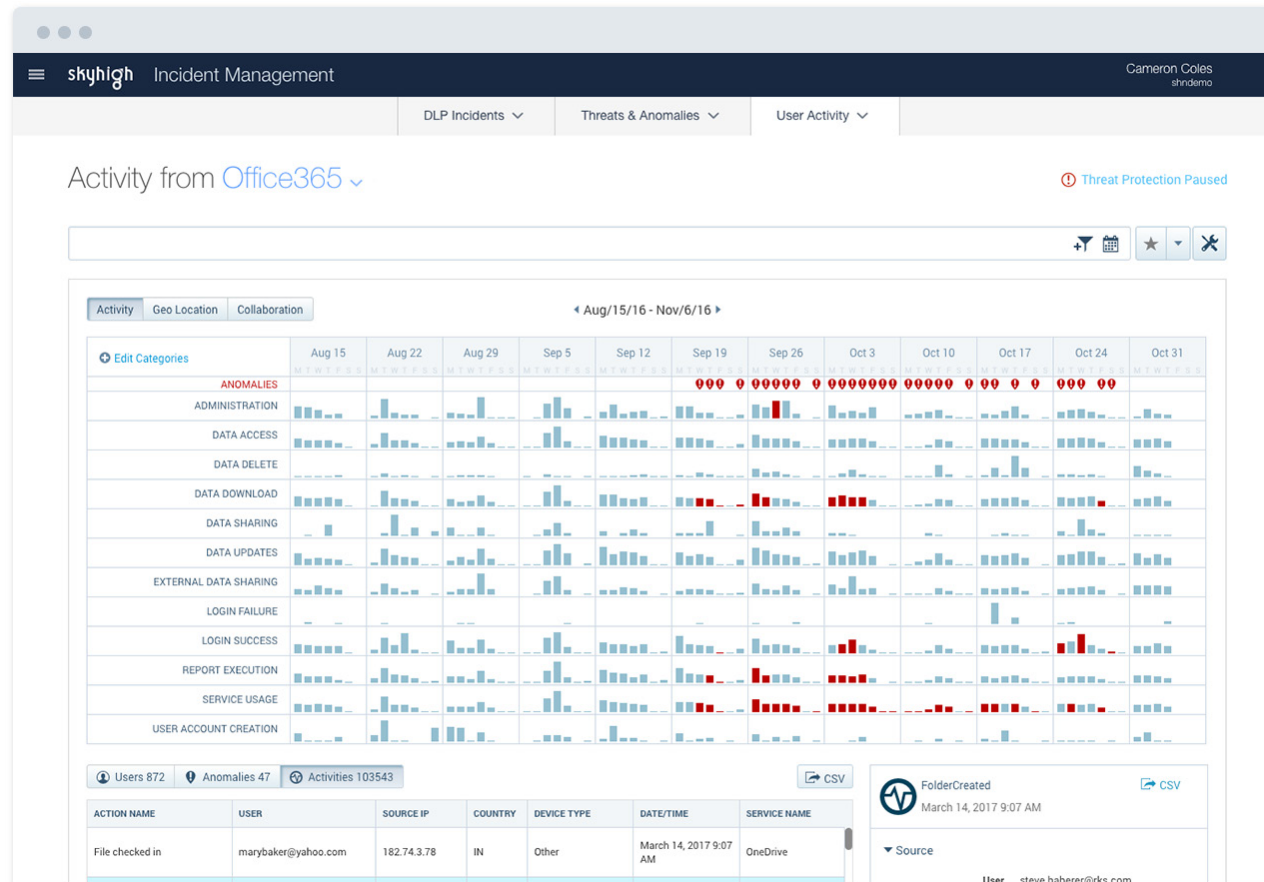 skyhigh Incident Management
Cameron Coles
shndemo
DLP Incidents
Threats & Anomalies
User Activity
Activity from Office365
Threat Protection Paused
Activity Geo Location Collaboration
Aug/15/16 - Nov/6/16
Edit Categories
Aug 15 Aug 22 Aug 29 Sep 5 Sep 12 Sep 19 Sep 26 Oct 3 Oct 10 Oct 17 Oct 24 Oct 31
M T W T F S S M T W T F S S M T W T F S S M T W T F S S M T W T F S S M T W T F S S M T W T F S S M T W T F S S M T W T F S S M T W T F S S M T W T F S S M T W T F S S
ANOMALIES
ADMINISTRATION
DATA ACCESS
DATA DELETE
DATA DOWNLOAD
DATA SHARING
DATA UPDATES
EXTERNAL DATA SHARING
LOGIN FAILURE
LOGIN SUCCESS
REPORT EXECUTION
SERVICE USAGE
USER ACCOUNT CREATION
Users 872 Anomalies 47 Activities 103543
CSV
ACTION NAME USER SOURCE IP COUNTRY DEVICE TYPE DATE/TIME SERVICE NAME
File checked in marybaker@yahoo.com 182.74.3.78 IN Other March 14, 2017 9:07 AM OneDrive
FolderCreated
March 14, 2017 9:07 AM
CSV
Source
User steve.haberer@rks.com